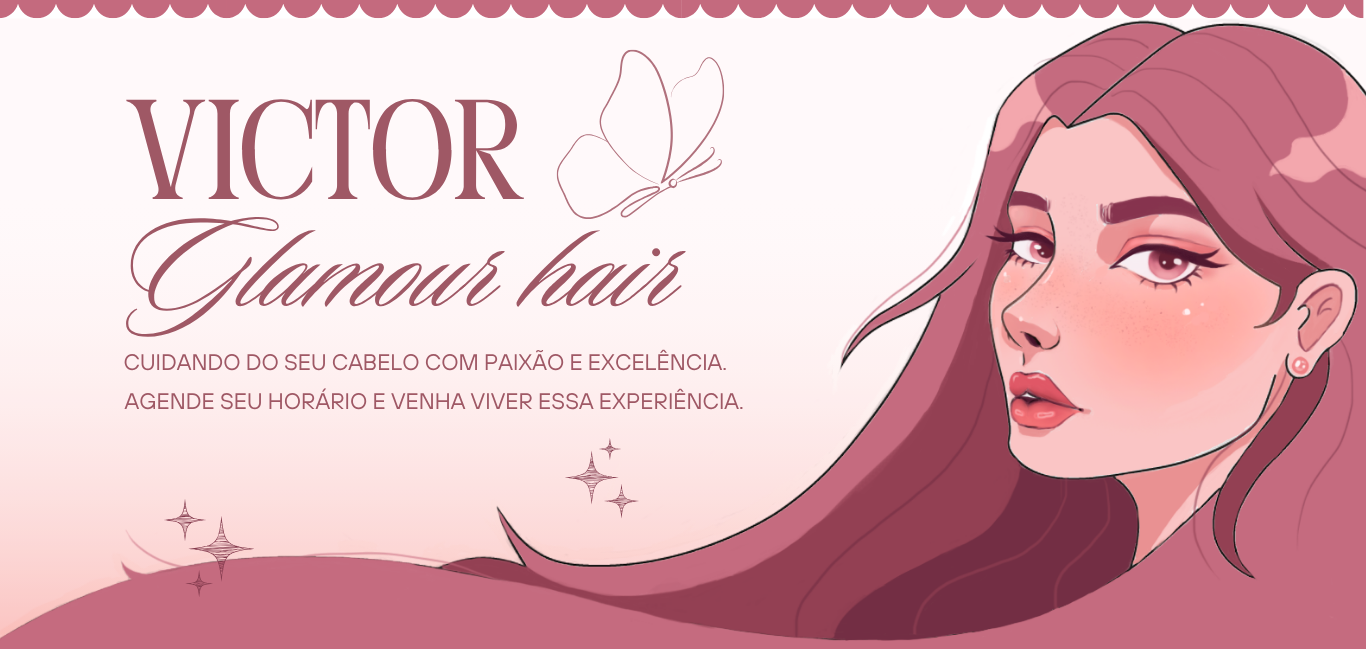 VICTOR
Glamour hair
CUIDANDO DO SEU CABELO COM PAIXÃO E EXCELÊNCIA.
AGENDE SEU HORÁRIO E VENHA VIVER ESSA EXPERIÊNCIA.